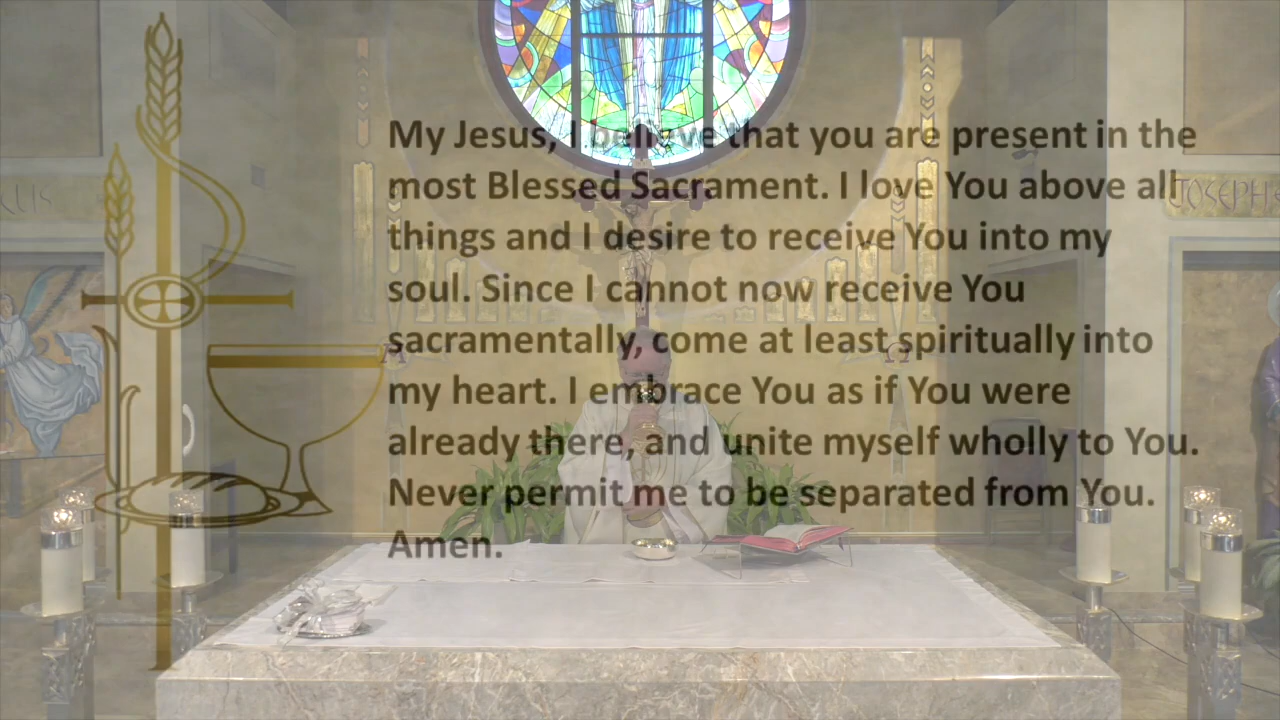 My Jesus, I believe that you are present in the
most Blessed Sacrament. I love You above all
things and I desire to receive You into my
soul. Since I cannot now receive You
sacramentally, come at least spiritually into
my heart. I embrace You as if You were
already there, and unite myself wholly to You.
Never permit me to be separated from You.
Amen.
JOSEPH